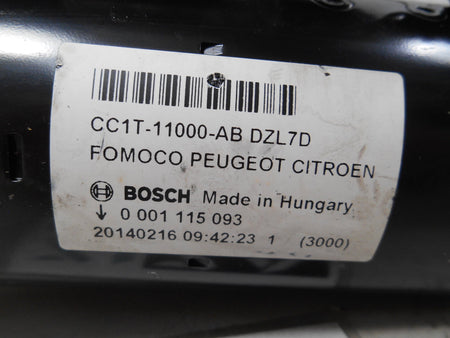 CC1T-11000-AB DZL7D
FOMOCO PEUGEOT CITROEN
BOSCH Made in Hungary
0 001 115 093
20140216 09:42:23 1 (3000)